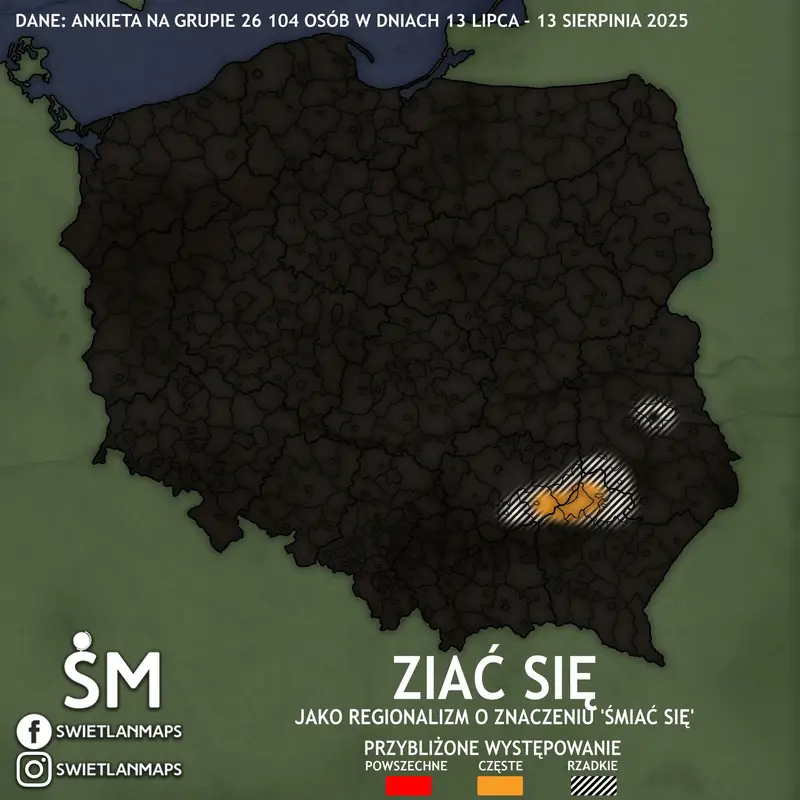 DANE: ANKIETA NA GRUPIE 26 104 OSÓB W DNIACH 13 LIPCA - 13 SIERPINIA 2025
ŚM
SWIETLANMAPS
SWIETLANMAPS
ZIAĆ SIĘ
JAKO REGIONALIZM O ZNACZENIU 'ŚMIAĆ SIĘ'
PRZYBLIŻONE WYSTĘPOWANIE
POWSZECHNE CZĘSTE RZADKIE